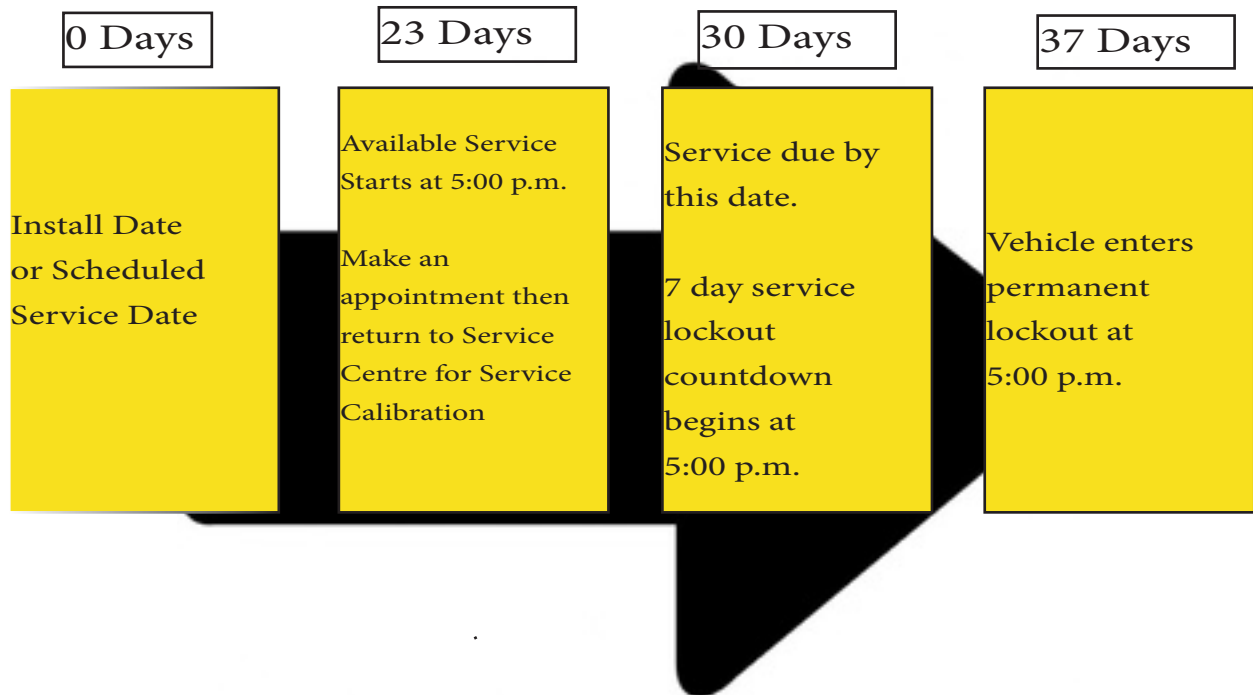 0 Days
23 Days
30 Days
37 Days
Install Date
or Scheduled
Service Date
Available Service
Starts at 5:00 p.m.
Make an
appointment then
return to Service
Centre for Service
Calibration
Service due by
this date.
7 day service
lockout
countdown
begins at
5:00 p.m.
Vehicle enters
permanent
lockout at
5:00 p.m.
.